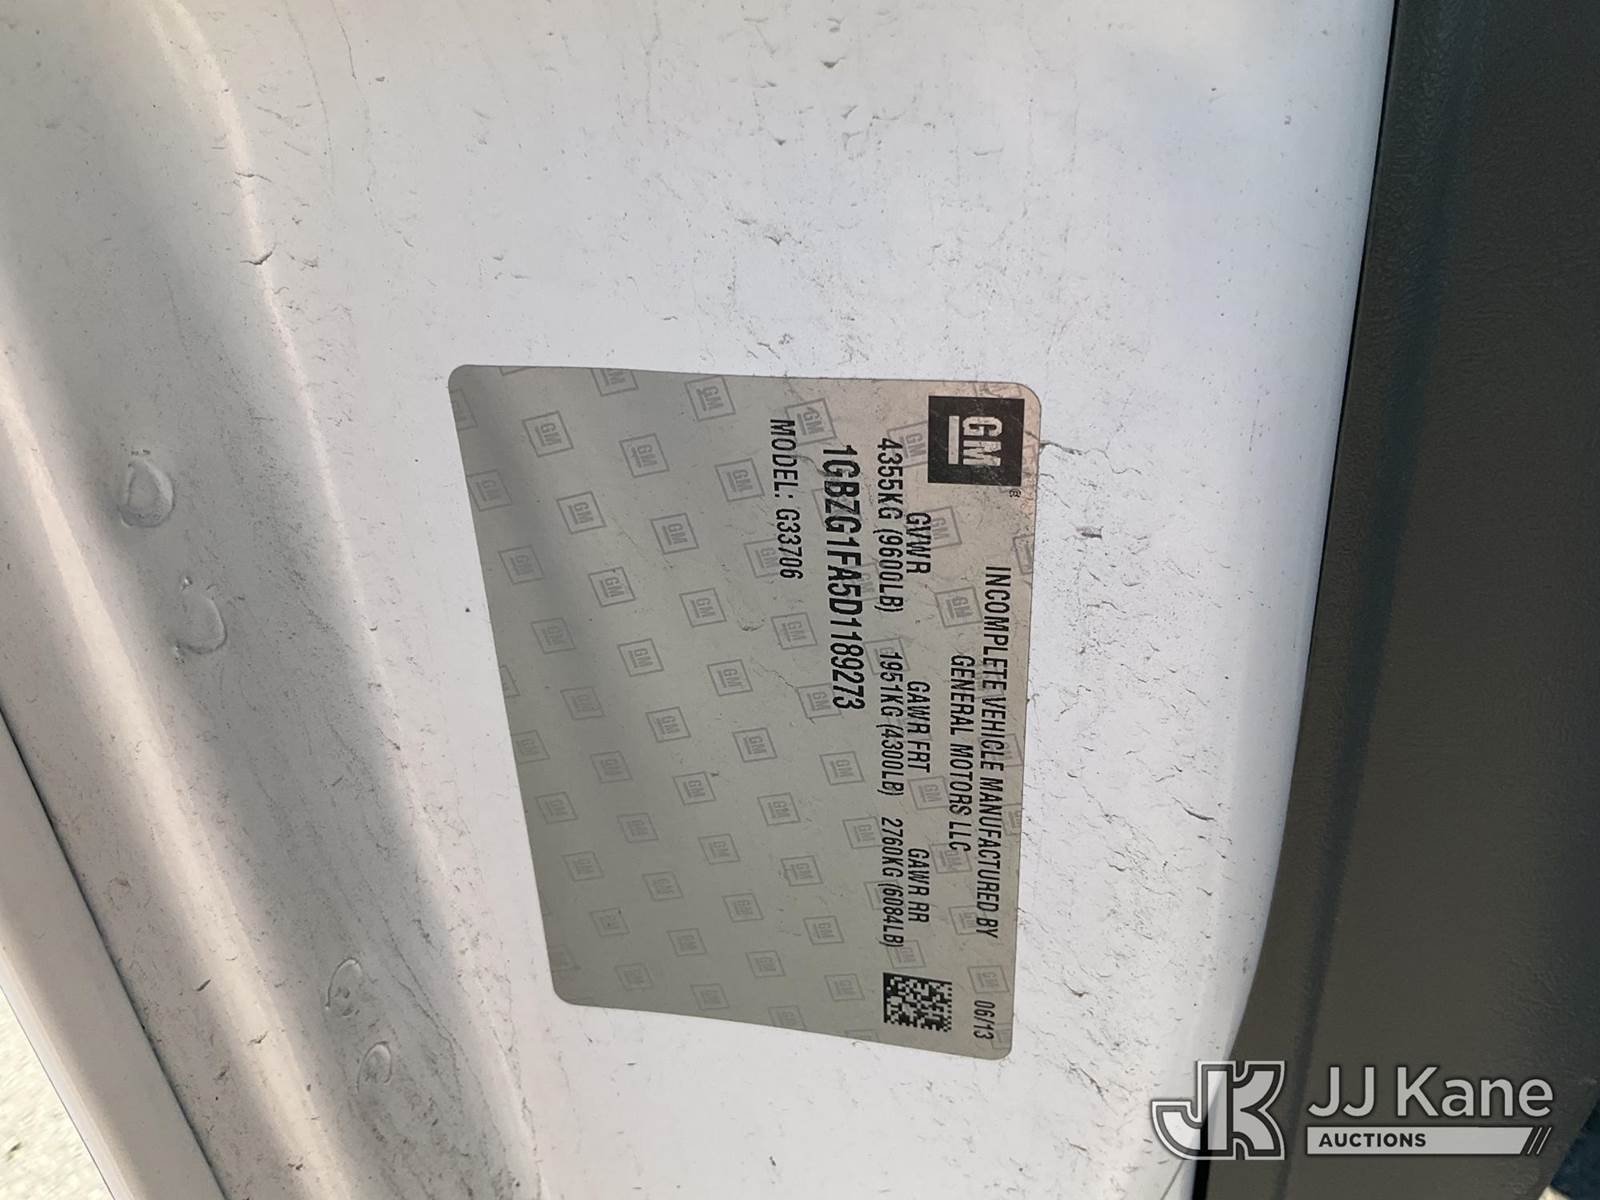 GM
INCOMPLETE VEHICLE MANUFACTURED BY 06/13
GENERAL MOTORS LLC
GVWR GAWR FRT GAWR RR
4355KG (9600LB) 1951KG (4300LB) 2760KG (6084LB)
1GBZG1FA5D1189273
MODEL: G33706
JK JJ Kane
AUCTIONS